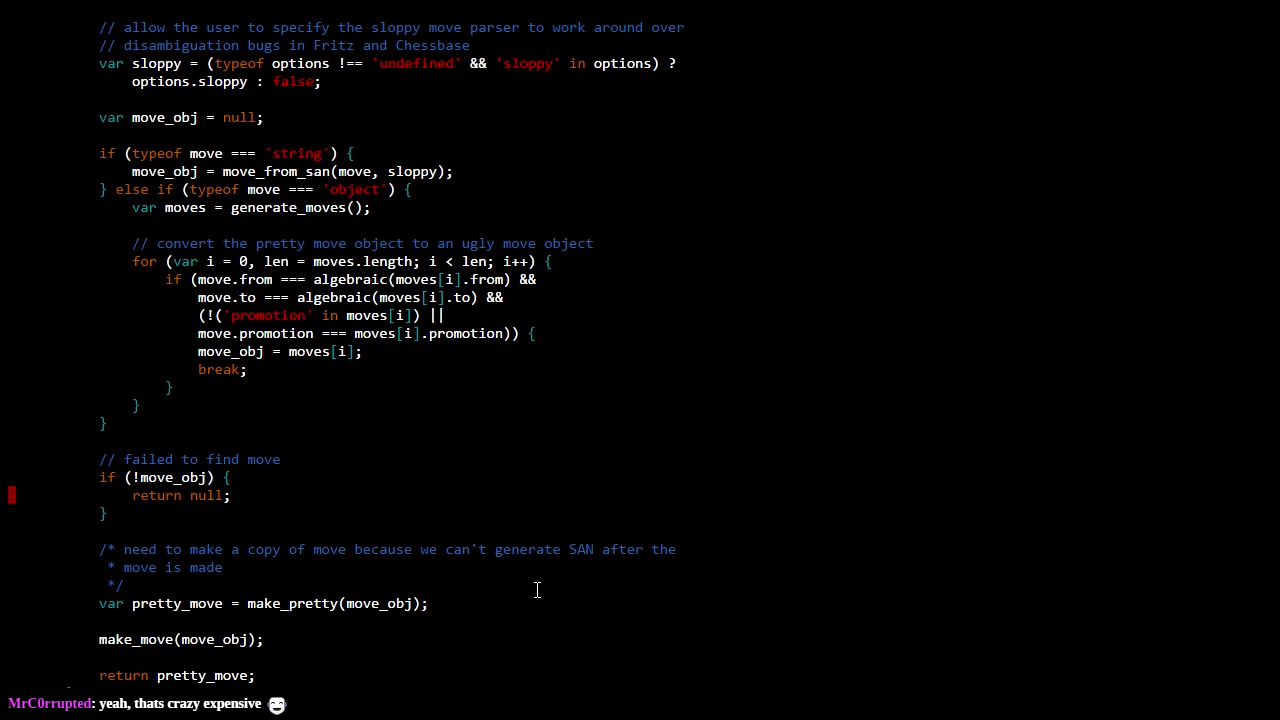 // allow the user to specify the sloppy move parser to work around over
// disambiguation bugs in Fritz and Chessbase
var sloppy = (typeof options !== 'undefined' && 'sloppy' in options) ?
options.sloppy : false;
var move_obj = null;
if (typeof move === 'string') {
move_obj = move_from_san(move, sloppy);
} else if (typeof move === 'object') {
var moves = generate_moves();
// convert the pretty move object to an ugly move object
for (var i = 0, len = moves.length; i < len; i++) {
if (move.from === algebraic(moves[i].from) &&
move.to === algebraic(moves[i].to) &&
(!('promotion' in moves[i]) ||
move.promotion === moves[i].promotion)) {
move_obj = moves[i];
break;
}
}
}
// failed to find move
if (!move_obj) {
return null;
}
/* need to make a copy of move because we can't generate SAN after the
* move is made
*/
var pretty_move = make_pretty(move_obj);
make_move(move_obj);
return pretty_move;
MrC0rrupted: yeah, thats crazy expensive